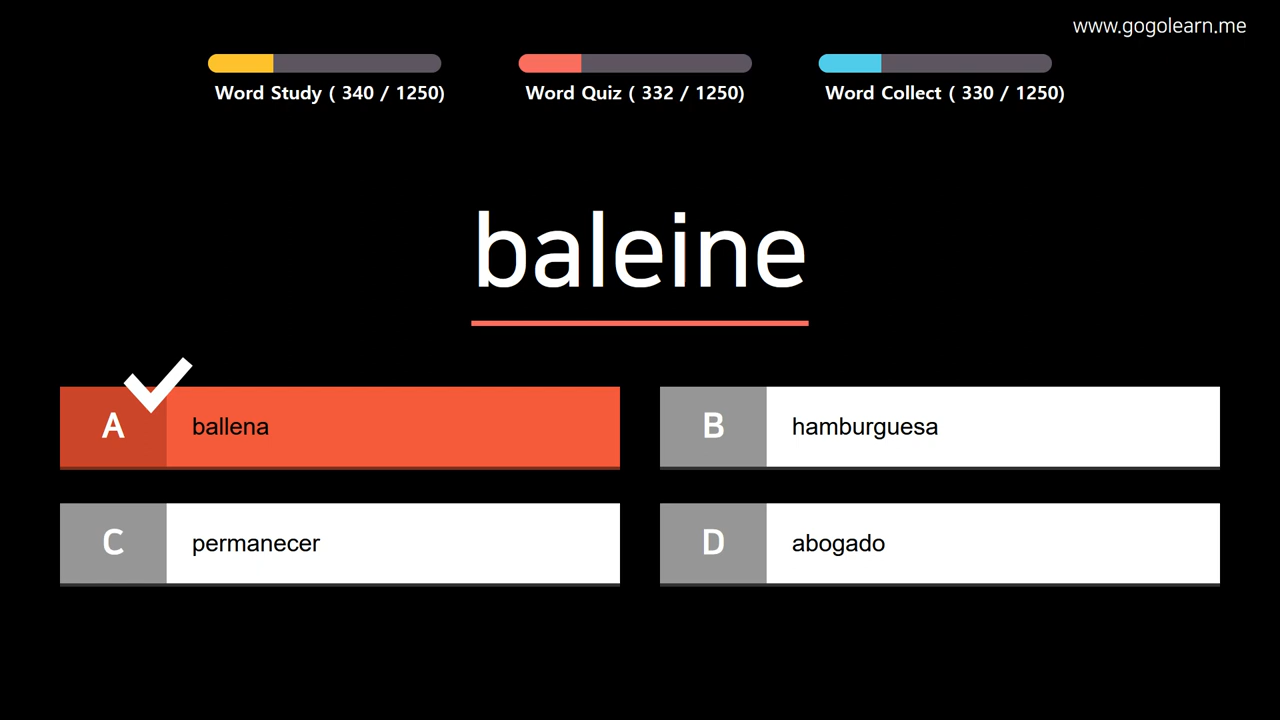 www.gogolearn.me
Word Study ( 340 / 1250)
Word Quiz ( 332 / 1250)
Word Collect ( 330 / 1250)
baleine
A ballena
B hamburguesa
C permanecer
D abogado